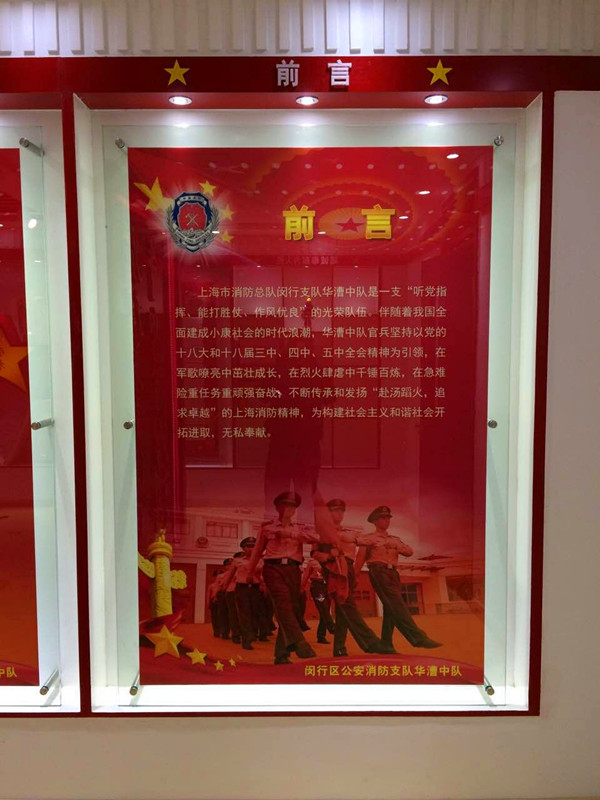 前言
前言
上海市消防总队闵行支队华漕中队是一支“听党指
挥、能打胜仗、作风优良”的光荣队伍。伴随着我国全
面建成小康社会的时代浪潮，华漕中队官兵坚持以党的
十八大和十八届三中、四中、五中全会精神为引领，在
军歌嘹亮中茁壮成长，在烈火肆虐中千锤百炼，在急难
险重任务重顽强奋战，不断传承和发扬“赴汤蹈火，追
求卓越”的上海消防精神，为构建社会主义和谐社会开
拓进取，无私奉献。
闵行区公安消防支队华漕中队
中队